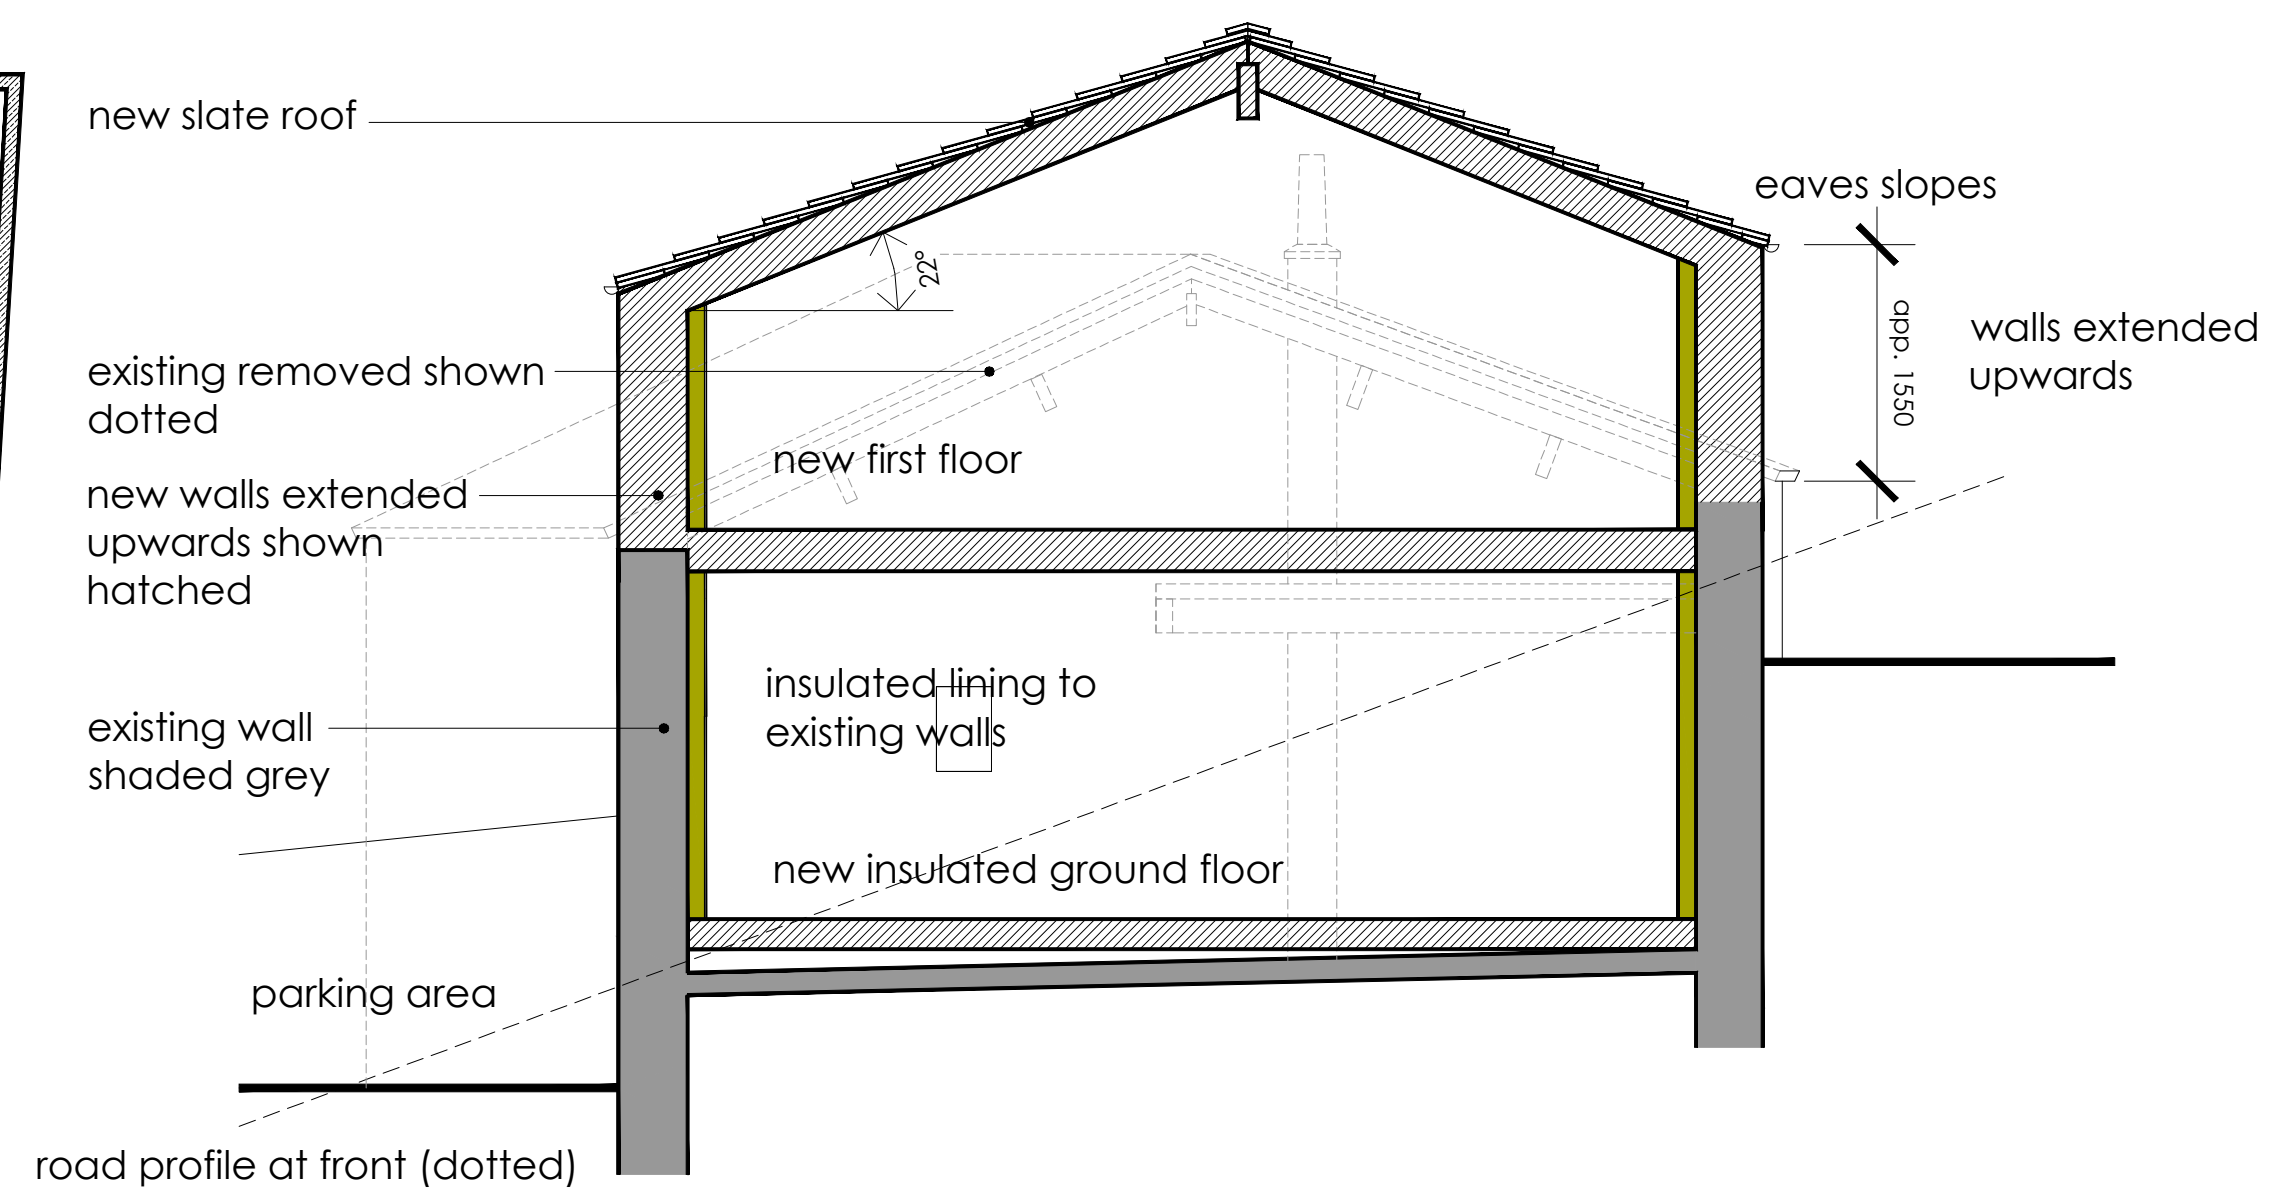 new slate roof
eaves slopes
22°
app. 1550
walls extended
upwards
existing removed shown
dotted
new first floor
new walls extended
upwards shown
hatched
insulated lining to
existing walls
existing wall
shaded grey
new insulated ground floor
parking area
road profile at front (dotted)